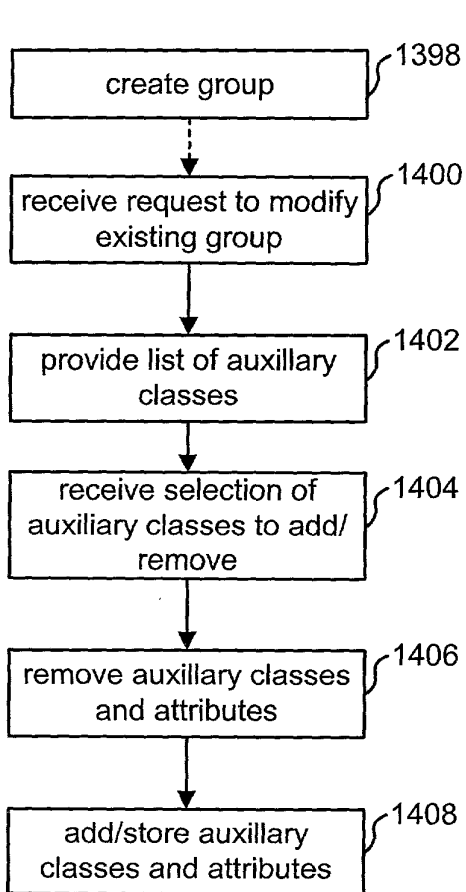 1398
create group
1400
receive request to modify
existing group
1402
provide list of auxillary
classes
1404
receive selection of
auxiliary classes to add/
remove
1406
remove auxillary classes
and attributes
1408
add/store auxillary
classes and attributes